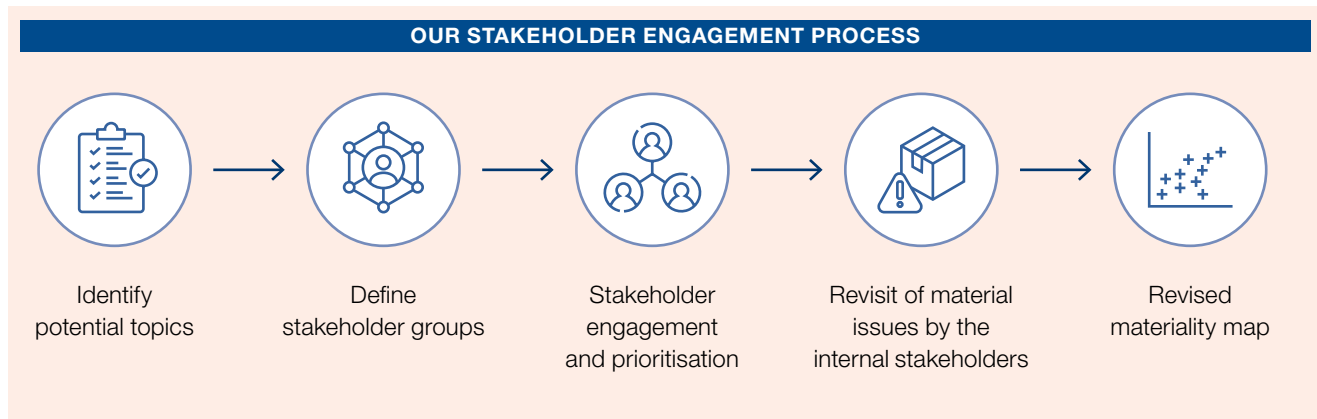 OUR STAKEHOLDER ENGAGEMENT PROCESS
Identify
potential topics
Define
stakeholder groups
Stakeholder
engagement
and prioritisation
Revisit of material
issues by the
internal stakeholders
Revised
materiality map